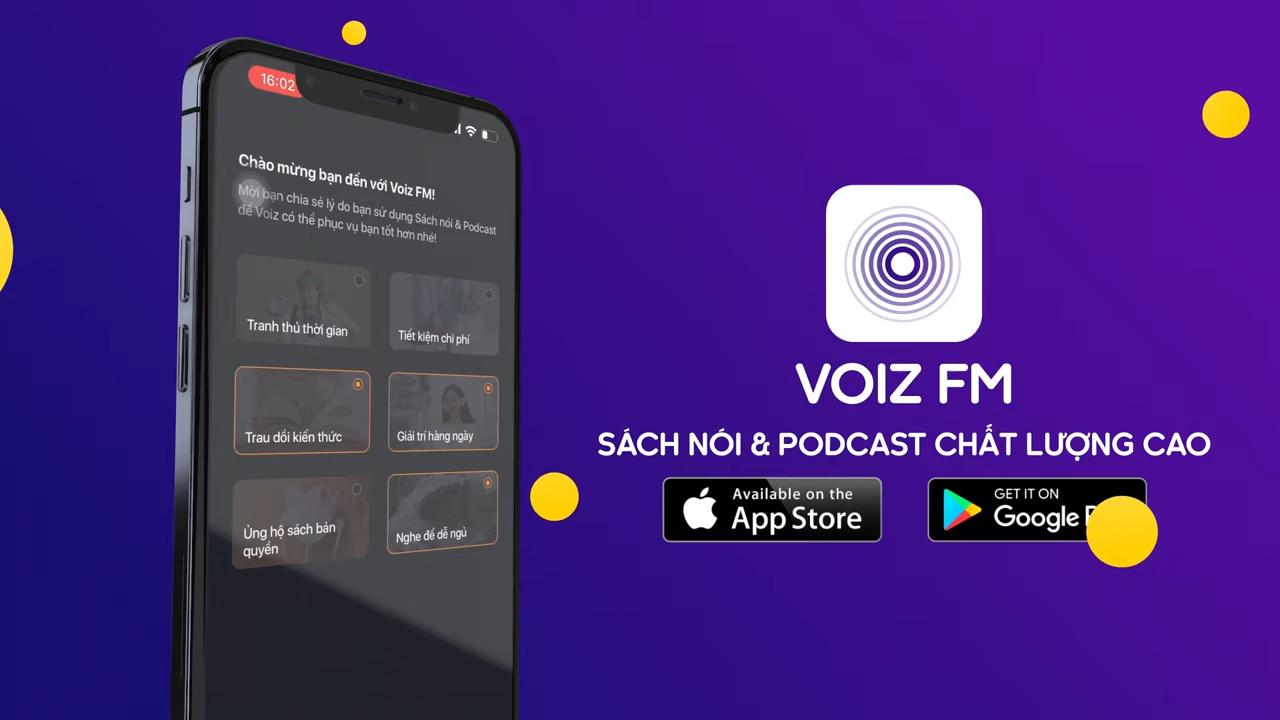 16:02
Chào mừng bạn đến với Voiz FM!
Mời bạn chia sẻ lý do bạn sử dụng Sách nói & Podcast
để Voiz có thể phục vụ bạn tốt hơn nhé!
Tranh thủ thời gian
Tiết kiệm chi phí
Trau dồi kiến thức
Giải trí hàng ngày
Ủng hộ sách bản
quyền
Nghe để dễ ngủ
VOIZ FM
SÁCH NÓI & PODCAST CHẤT LƯỢNG CAO
Available on the
App Store
GET IT ON
Google